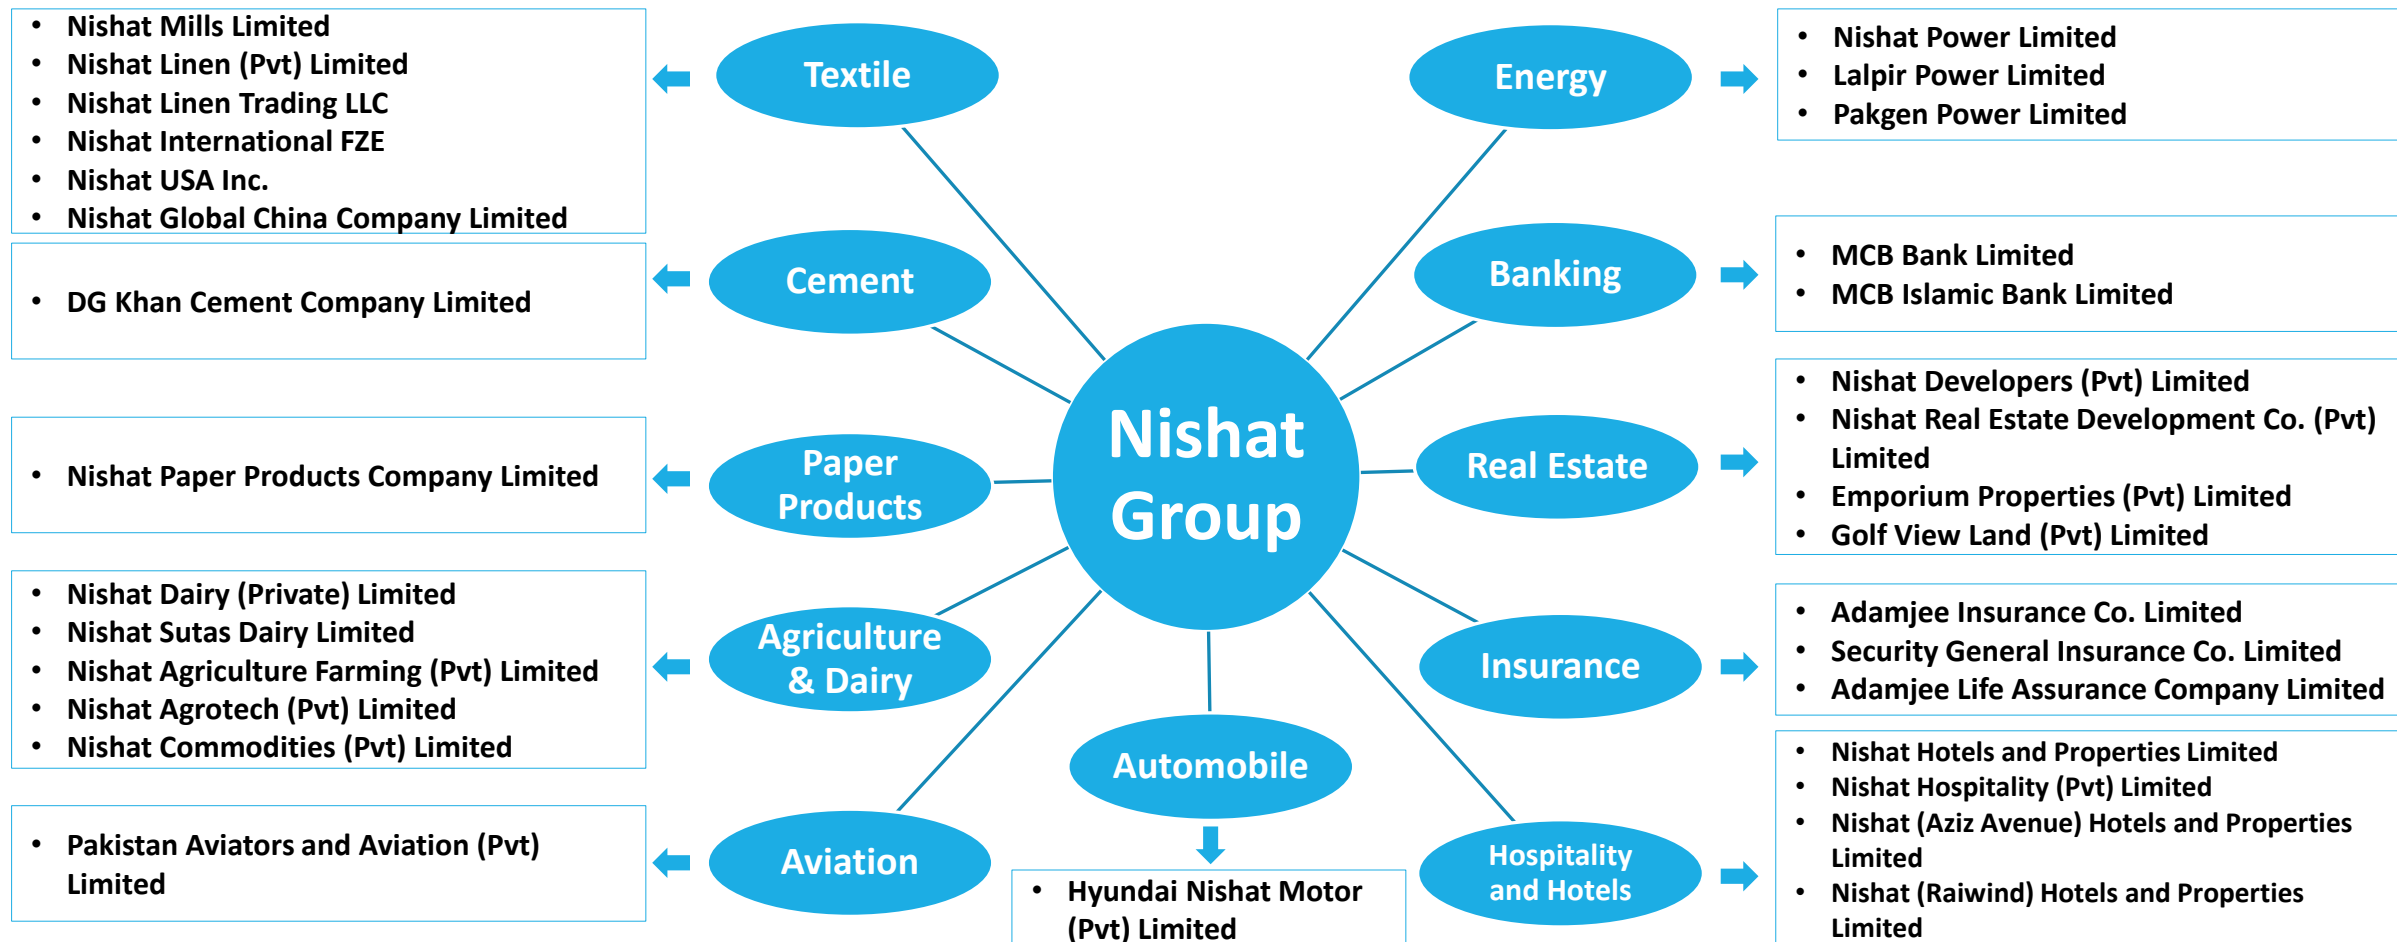 • Nishat Mills Limited
• Nishat Linen (Pvt) Limited
• Nishat Linen Trading LLC
• Nishat International FZE
• Nishat USA Inc.
• Nishat Global China Company Limited
Textile
• DG Khan Cement Company Limited
Cement
• Nishat Paper Products Company Limited
Paper
Products
• Nishat Dairy (Private) Limited
• Nishat Sutas Dairy Limited
• Nishat Agriculture Farming (Pvt) Limited
• Nishat Agrotech (Pvt) Limited
• Nishat Commodities (Pvt) Limited
Agriculture
& Dairy
• Pakistan Aviators and Aviation (Pvt)
Limited
Aviation
Nishat
Group
Automobile
• Hyundai Nishat Motor
(Pvt) Limited
Energy
• Nishat Power Limited
• Lalpir Power Limited
• Pakgen Power Limited
Banking
• MCB Bank Limited
• MCB Islamic Bank Limited
Real Estate
• Nishat Developers (Pvt) Limited
• Nishat Real Estate Development Co. (Pvt)
Limited
• Emporium Properties (Pvt) Limited
• Golf View Land (Pvt) Limited
Insurance
• Adamjee Insurance Co. Limited
• Security General Insurance Co. Limited
• Adamjee Life Assurance Company Limited
Hospitality
and Hotels
• Nishat Hotels and Properties Limited
• Nishat Hospitality (Pvt) Limited
• Nishat (Aziz Avenue) Hotels and Properties
Limited
• Nishat (Raiwind) Hotels and Properties
Limited